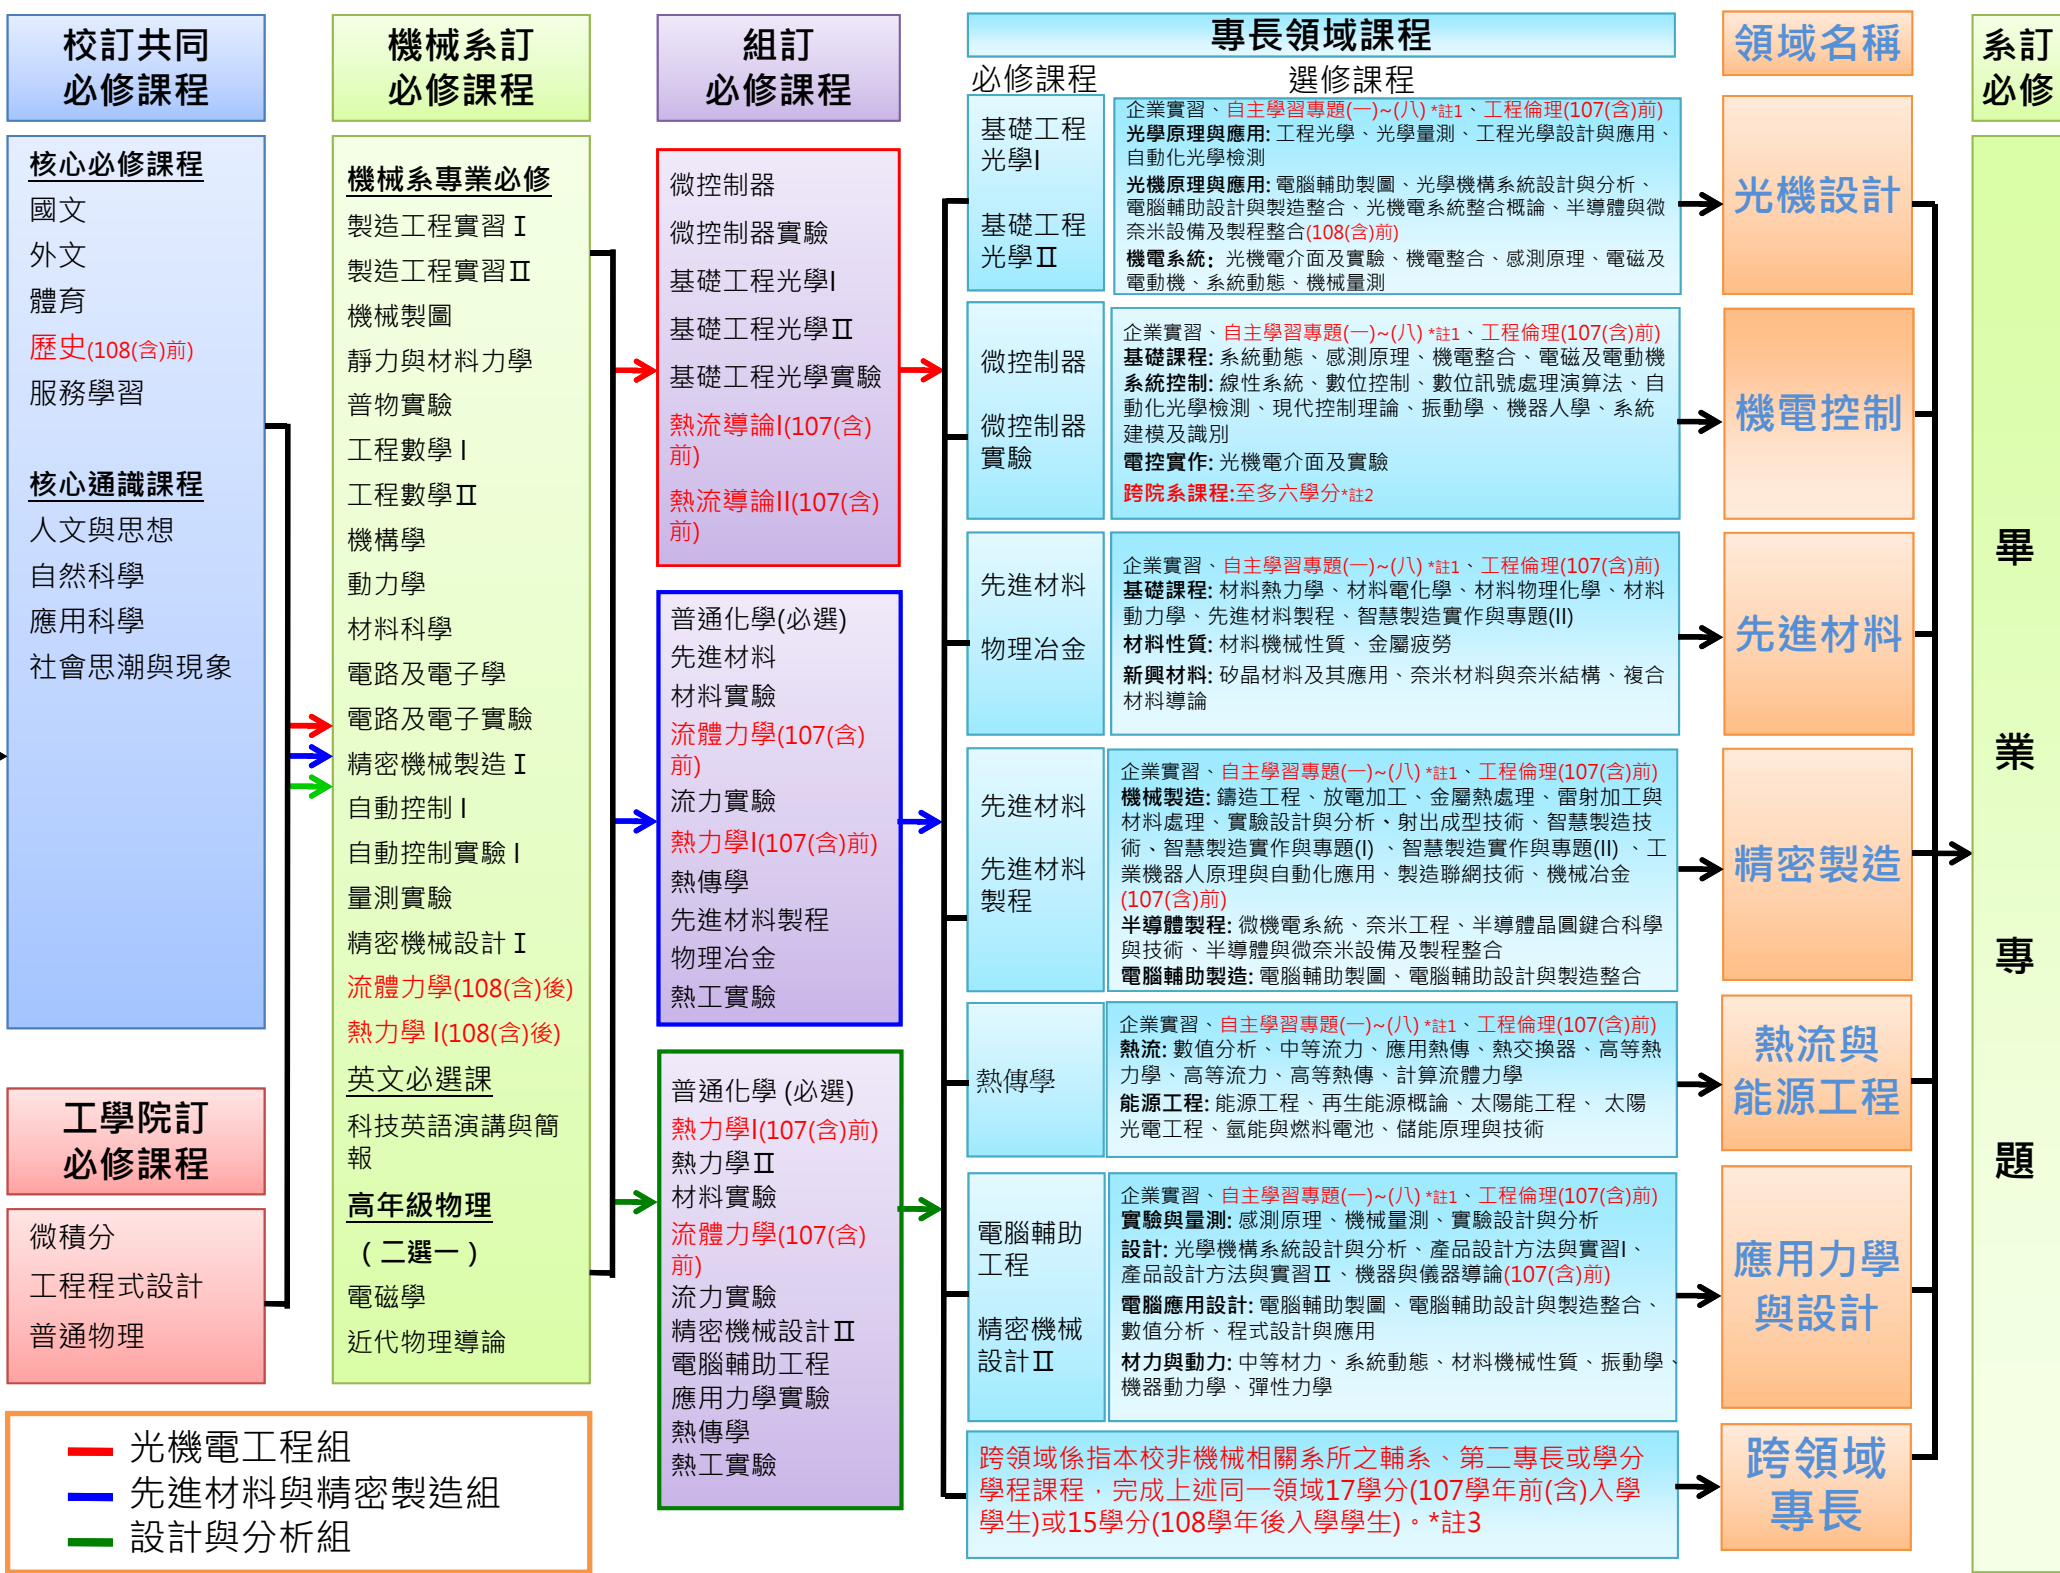 校訂共同
必修課程
核心必修課程
國文
外文
體育
歷史(108(含)前)
服務學習
核心通識課程
人文與思想
自然科學
應用科學
社會思潮與現象
工學院訂
必修課程
微積分
工程程式設計
普通物理
機械系訂
必修課程
機械系專業必修
製造工程實習 I
製造工程實習 II
機械製圖
靜力與材料力學
普物實驗
工程數學 I
工程數學 II
機構學
動力學
材料科學
電路及電子學
電路及電子實驗
精密機械製造 I
自動控制 I
自動控制實驗 I
量測實驗
精密機械設計 I
流體力學(108(含)後)
熱力學 I(108(含)後)
英文必選課
科技英語演講與簡
報
高年級物理
(二選一)
電磁學
近代物理導論
光機電工程組
先進材料與精密製造組
設計與分析組
組訂
必修課程
微控制器
微控制器實驗
基礎工程光學I
基礎工程光學II
基礎工程光學實驗
熱流導論I(107(含)
前)
熱流導論II(107(含)
前)
普通化學(必選)
先進材料
材料實驗
流體力學(107(含)
前)
流力實驗
熱力學I(107(含)前)
熱傳學
先進材料製程
物理冶金
熱工實驗
普通化學 (必選)
熱力學I(107(含)前)
熱力學II
材料實驗
流體力學(107(含)
前)
流力實驗
精密機械設計II
電腦輔助工程
應用力學實驗
熱傳學
熱工實驗
專長領域課程
必修課程
選修課程
領域名稱
基礎工程
光學I
基礎工程
光學II
企業實習、自主學習專題(一)~(八) *註1、工程倫理(107(含)前)
光學原理與應用: 工程光學、光學量測、工程光學設計與應用、
自動化光學檢測
光機原理與應用: 電腦輔助製圖、光學機構系統設計與分析、
電腦輔助設計與製造整合、光機電系統整合概論、半導體與微
奈米設備及製程整合(108(含)前)
機電系統: 光機電介面及實驗、機電整合、感測原理、電磁及
電動機、系統動態、機械量測
光機設計
微控制器
微控制器
實驗
企業實習、自主學習專題(一)~(八) *註1、工程倫理(107(含)前)
基礎課程: 系統動態、感測原理、機電整合、電磁及電動機
系統控制: 線性系統、數位控制、數位訊號處理演算法、自
動化光學檢測、現代控制理論、振動學、機器人學、系統
建模及識別
電控實作: 光機電介面及實驗
跨院系課程:至多六學分*註2
機電控制
先進材料
物理冶金
企業實習、自主學習專題(一)~(八) *註1、工程倫理(107(含)前)
基礎課程: 材料熱力學、材料電化學、材料物理化學、材料
動力學、先進材料製程、智慧製造實作與專題(II)
材料性質: 材料機械性質、金屬疲勞
新興材料: 矽晶材料及其應用、奈米材料與奈米結構、複合
材料導論
先進材料
先進材料
先進材料
製程
企業實習、自主學習專題(一)~(八) *註1、工程倫理(107(含)前)
機械製造: 鑄造工程、放電加工、金屬熱處理、雷射加工與
材料處理、實驗設計與分析、射出成型技術、智慧製造技
術、智慧製造實作與專題(I) 、智慧製造實作與專題(II) 、工
業機器人原理與自動化應用、製造聯網技術、機械冶金
(107(含)前)
半導體製程: 微機電系統、奈米工程、半導體晶圓鍵合科學
與技術、半導體與微奈米設備及製程整合
電腦輔助製造: 電腦輔助製圖、電腦輔助設計與製造整合
精密製造
熱傳學
企業實習、自主學習專題(一)~(八) *註1、工程倫理(107(含)前)
熱流: 數值分析、中等流力、應用熱傳、熱交換器、高等熱
力學、高等流力、高等熱傳、計算流體力學
能源工程: 能源工程、再生能源概論、太陽能工程、 太陽
光電工程、氫能與燃料電池、儲能原理與技術
熱流與
能源工程
電腦輔助
工程
精密機械
設計II
企業實習、自主學習專題(一)~(八) *註1、工程倫理(107(含)前)
實驗與量測: 感測原理、機械量測、實驗設計與分析
設計: 光學機構系統設計與分析、產品設計方法與實習I、
產品設計方法與實習II、機器與儀器導論(107(含)前)
電腦應用設計: 電腦輔助製圖、電腦輔助設計與製造整合、
數值分析、程式設計與應用
材力與動力: 中等材力、系統動態、材料機械性質、振動學、
機器動力學、彈性力學
應用力學
與設計
跨領域係指本校非機械相關系所之輔系、第二專長或學分
學程課程，完成上述同一領域17學分(107學年前(含)入學
學生)或15學分(108學年後入學學生)。*註3
跨領域
專長
系訂
必修
畢
業
專
題